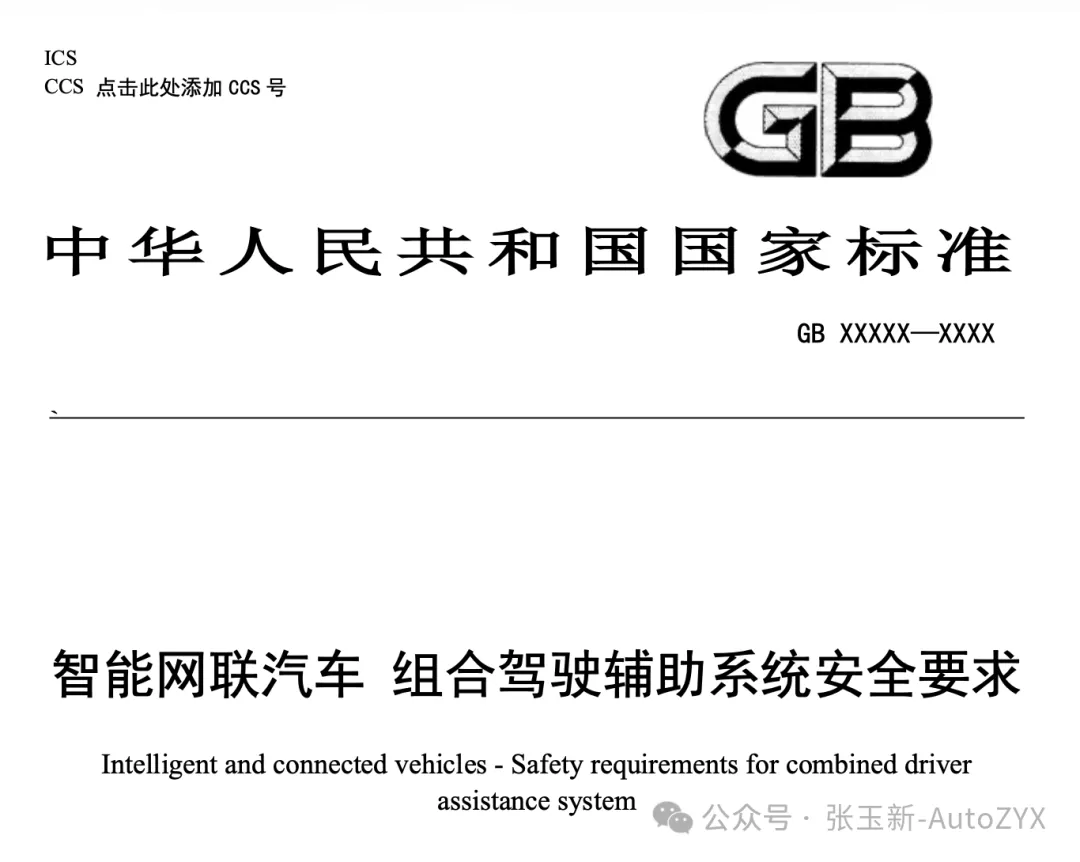 ICS
CCS 点击此处添加 CCS 号
GB
中华人民共和国国家标准
GB XXXXX—XXXX
、
智能网联汽车 组合驾驶辅助系统安全要求
Intelligent and connected vehicles - Safety requirements for combined driver
assistance system
公众号 · 张玉新-AutoZYX